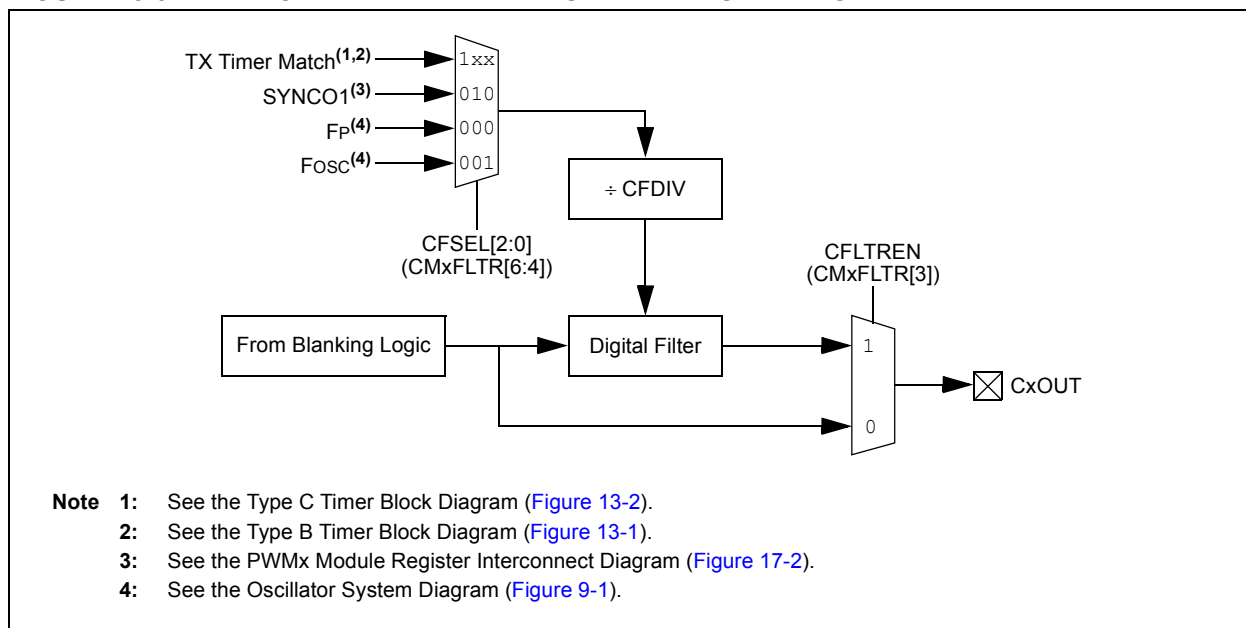 TX Timer Match(1,2)
SYNCO1(3)
FP(4)
FOSC(4)
1xx
010
000
001
÷ CFDIV
CFSEL[2:0]
(CMxFLTR[6:4])
CFLTREN
(CMxFLTR[3])
From Blanking Logic
Digital Filter
1
0
CxOUT
Note 1: See the Type C Timer Block Diagram (Figure 13-2).
2: See the Type B Timer Block Diagram (Figure 13-1).
3: See the PWMx Module Register Interconnect Diagram (Figure 17-2).
4: See the Oscillator System Diagram (Figure 9-1).